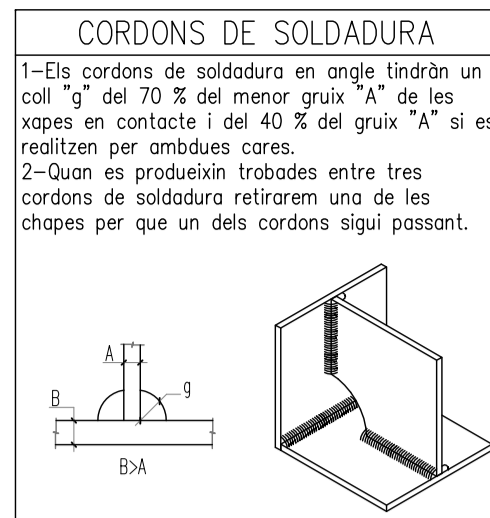 CORDONS DE SOLDADURA
1-Els cordons de soldadura en angle tindràn un
coll "g" del 70 % del menor gruix "A" de les
xapes en contacte i del 40 % del gruix "A" si es
realitzen per ambdues cares.
2-Quan es produeixin trobades entre tres
cordons de soldadura retirarem una de les
chapes per que un dels cordons sigui passant.
A
g
B
B>A